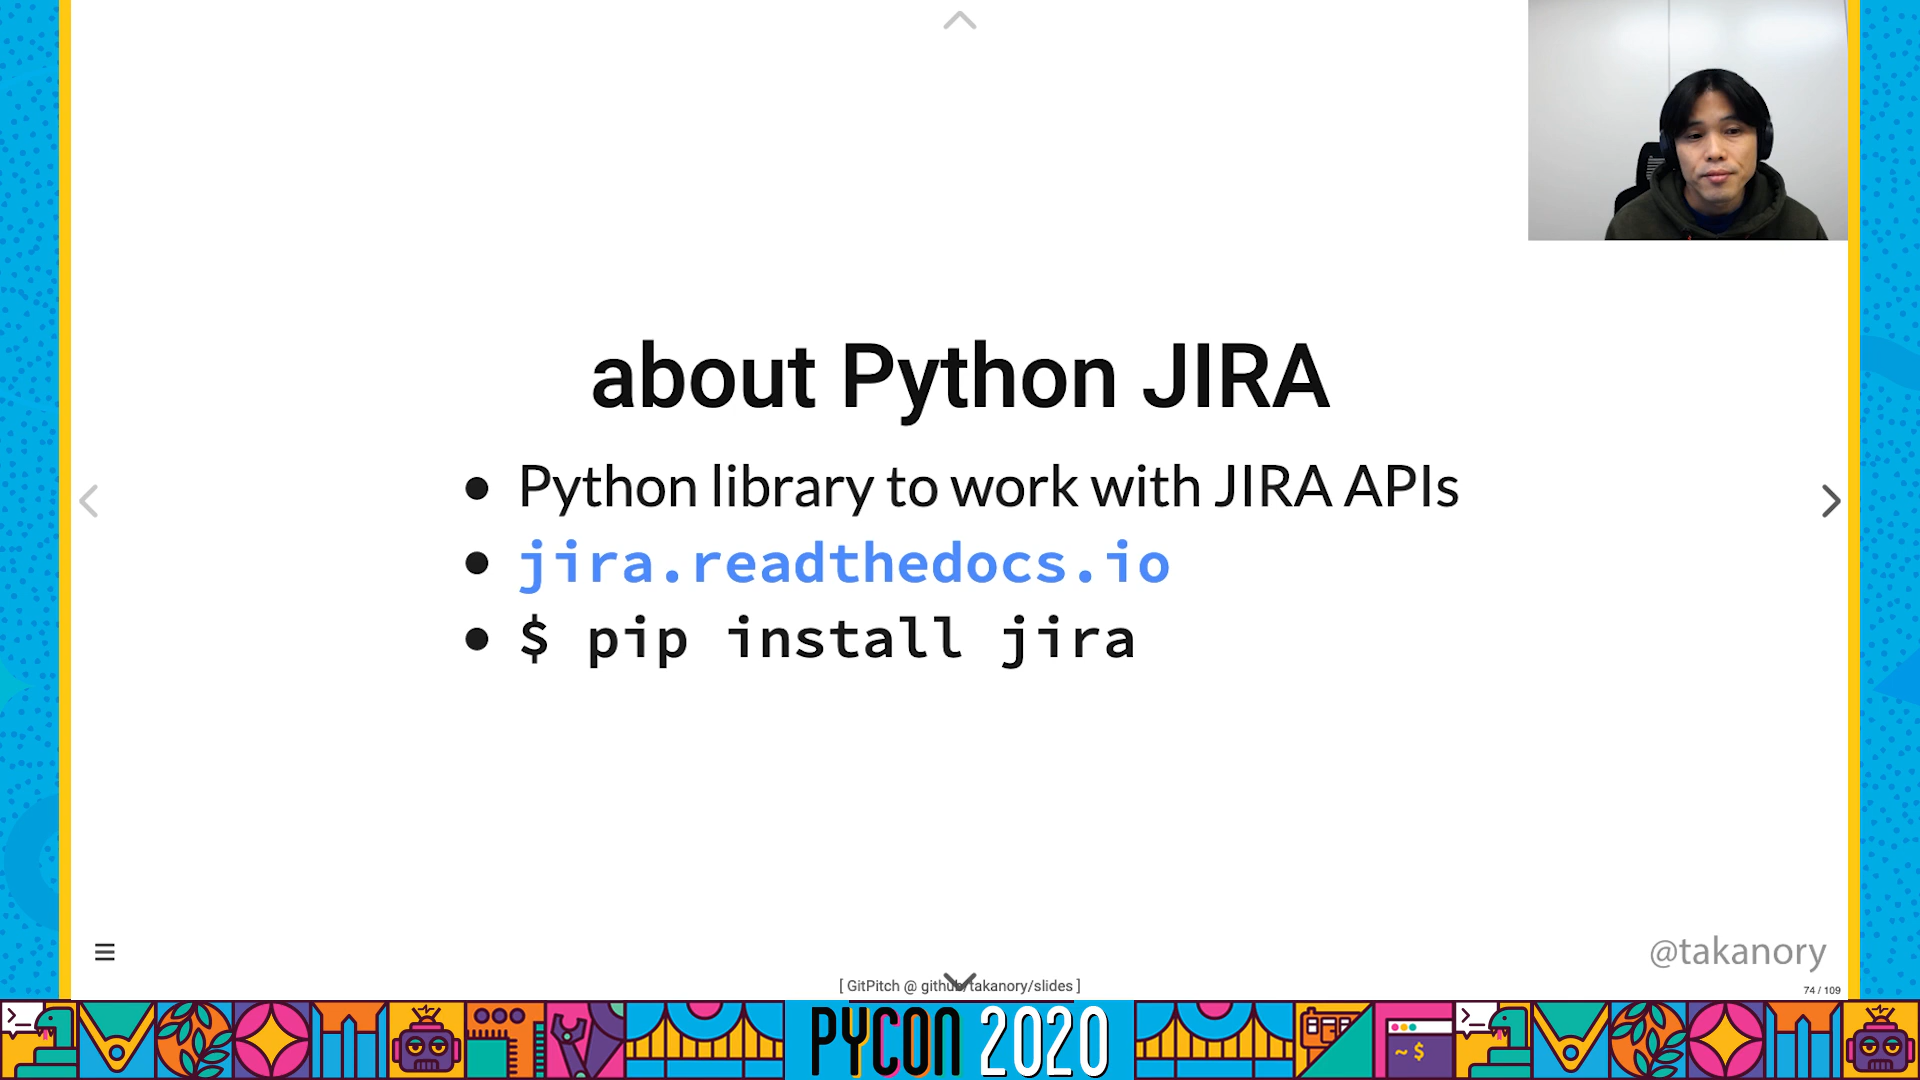 about Python JIRA
Python library to work with JIRA APIs
jira.readthedocs.io
$ pip install jira
@takanory
[ GitPitch @ github/takanory/slides ]
74 / 109
PYCON 2020
~ $